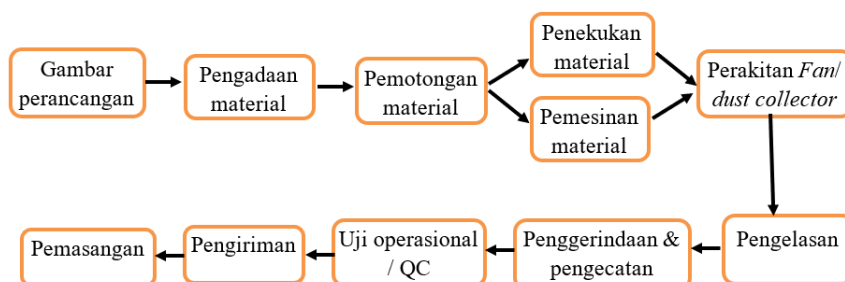 Gambar
perancangan
Pengadaan
material
Pemotongan
material
Penekukan
material
Pemesinan
material
Perakitan Fan/
dust collector
Pengelasan
Penggerindaan &
pengecatan
Uji operasional
/ QC
Pengiriman
Pemasangan